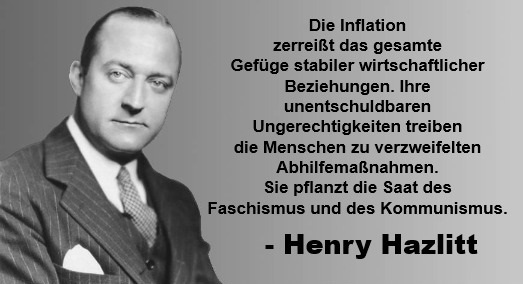 Die Inflation
zerreißt das gesamte
Gefüge stabiler wirtschaftlicher
Beziehungen. Ihre
unentschuldbaren
Ungerechtigkeiten treiben
die Menschen zu verzweifelten
Abhilfemaßnahmen.
Sie pflanzt die Saat des
Faschismus und des Kommunismus.
- Henry Hazlitt